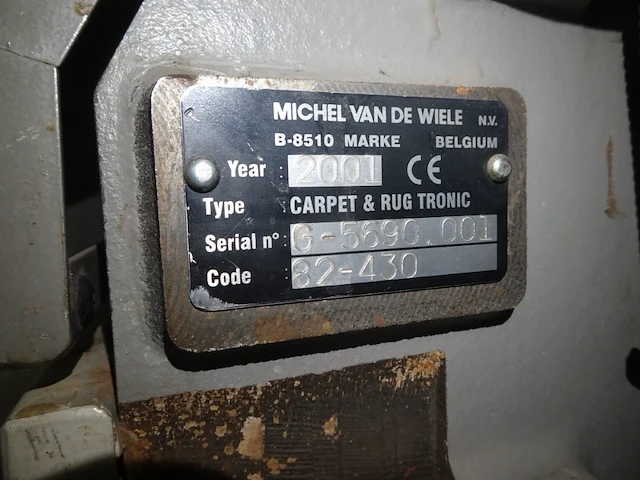 MICHEL VAN DE WIELE N.V.
B-8510 MARKE BELGIUM
Year : 2001 CE
Type : CARPET & RUG TRONIC
Serial n° : G-5690.001
Code : 82-430